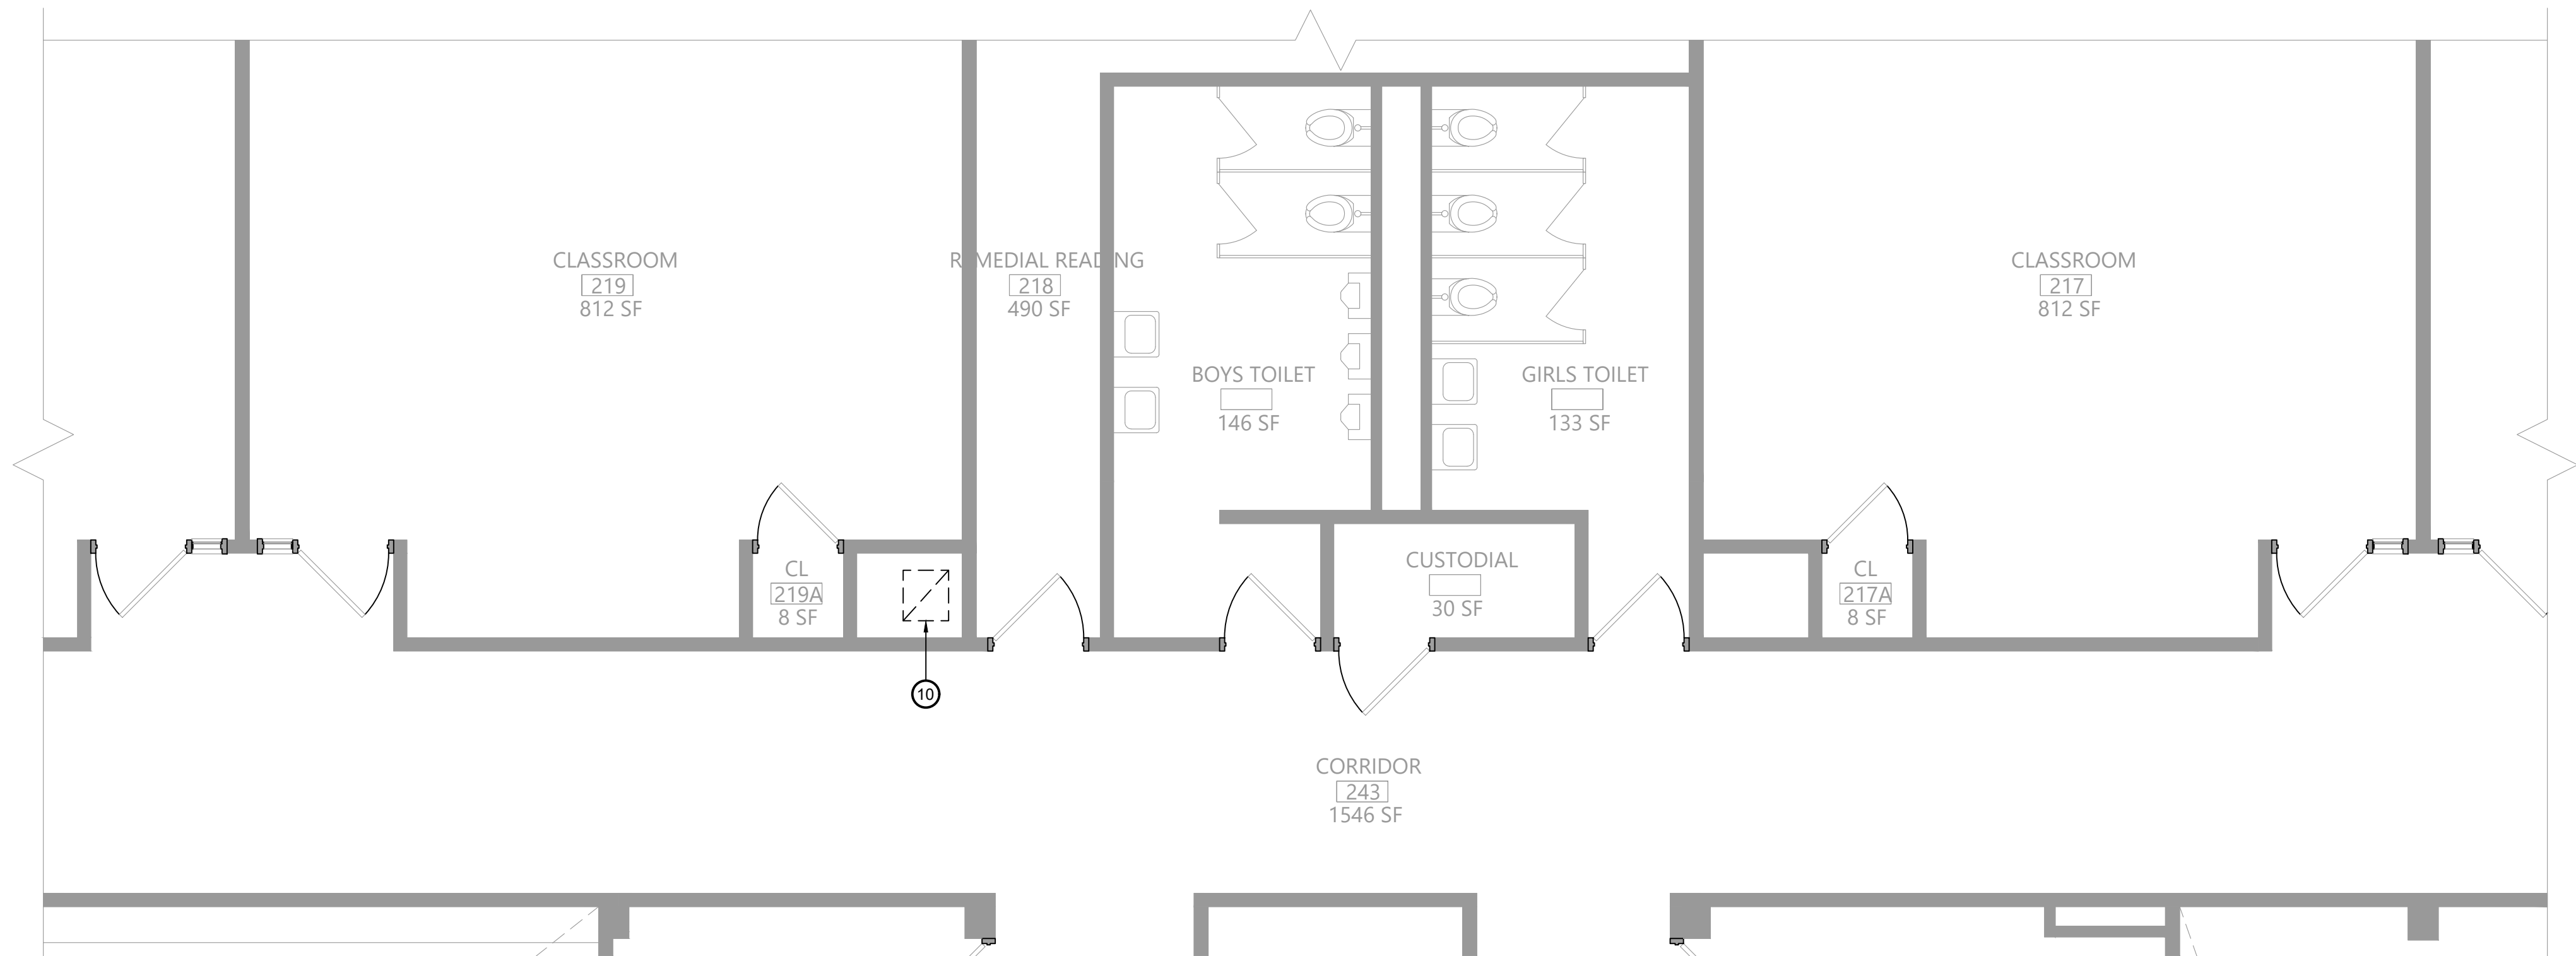 CLASSROOM
219
812 SF
REMEDIAL READING
218
490 SF
CLASSROOM
217
812 SF
BOYS TOILET
146 SF
GIRLS TOILET
133 SF
CL
219A
8 SF
CUSTODIAL
30 SF
CL
217A
8 SF
10
CORRIDOR
243
1546 SF